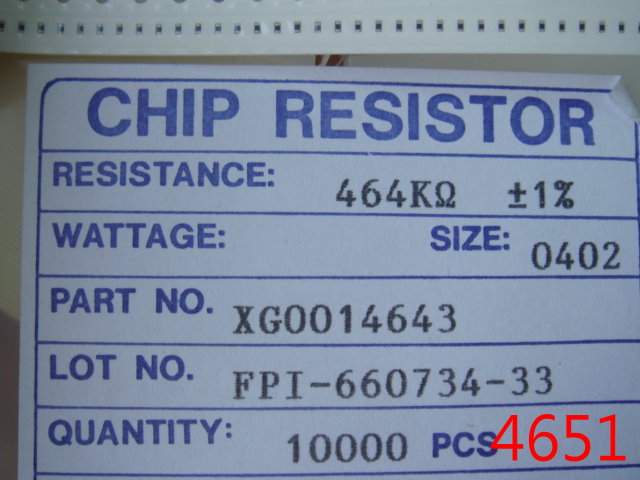 CHIP RESISTOR
RESISTANCE: 464KΩ ±1%
WATTAGE: SIZE: 0402
PART NO. XG0014643
LOT NO. FPI-660734-33
QUANTITY: 10000 PCS 4651